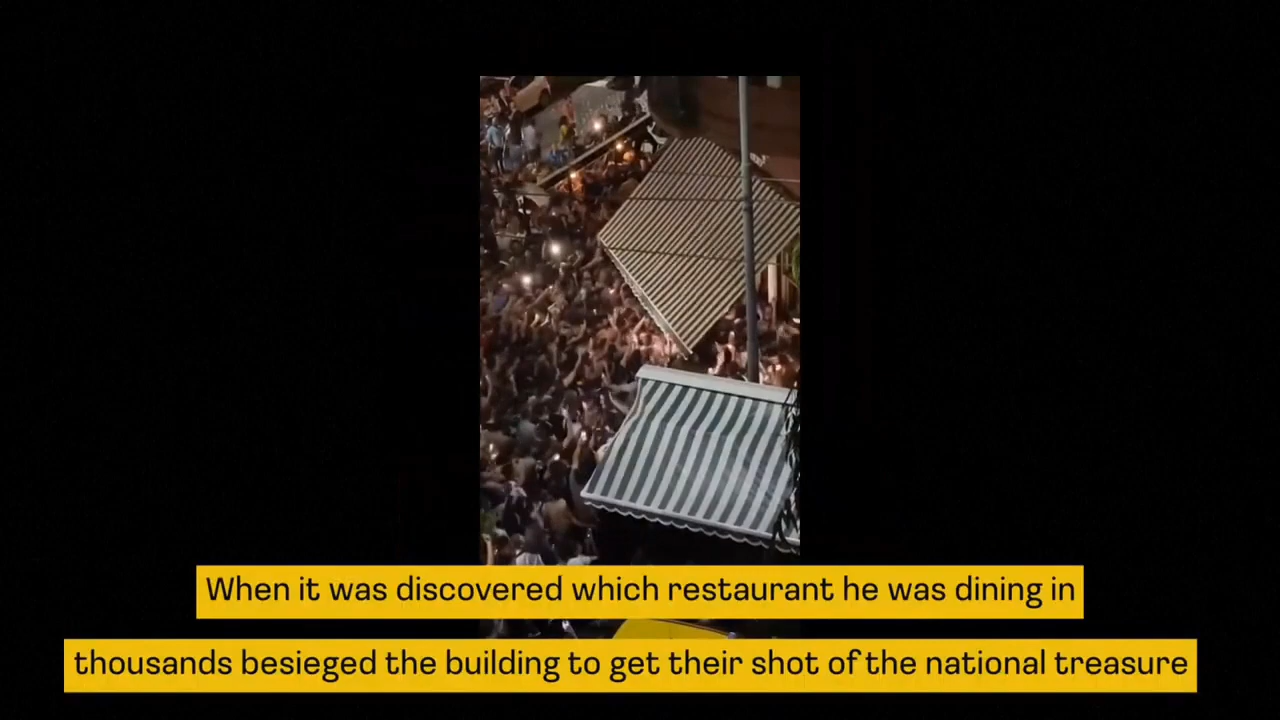 When it was discovered which restaurant he was dining in
thousands besieged the building to get their shot of the national treasure